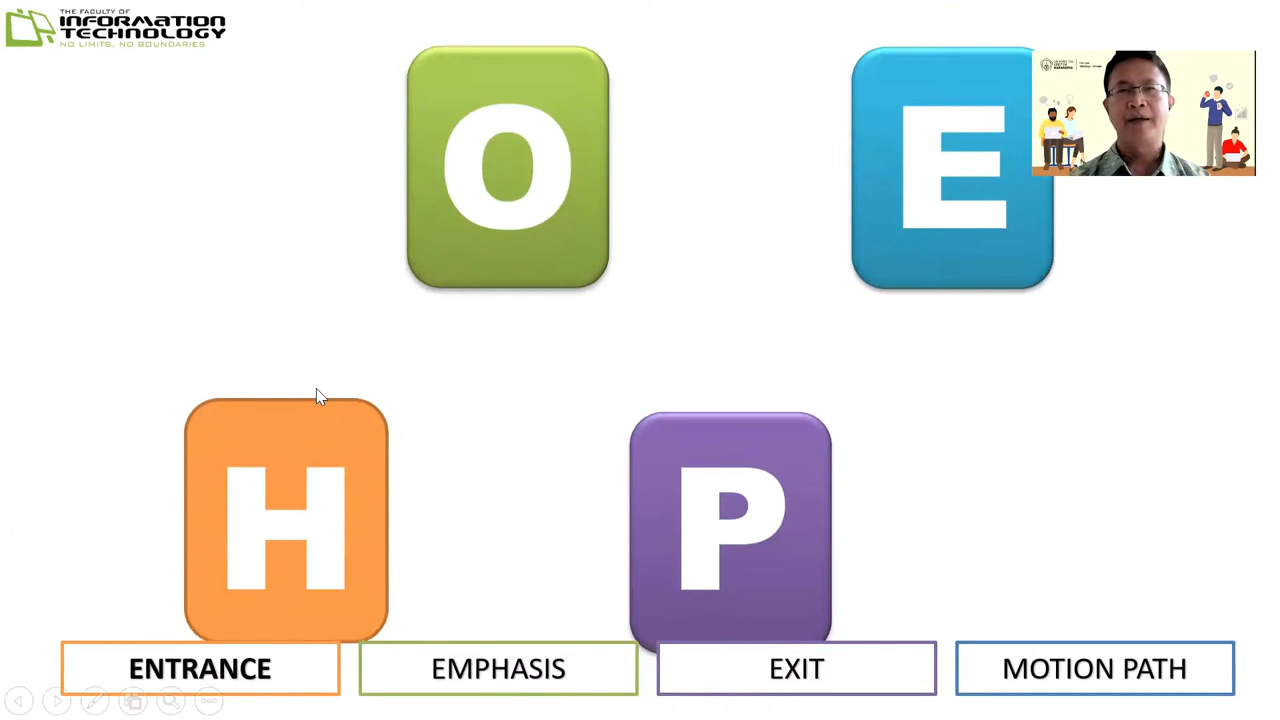 THE FACULTY OF
INFORMATION
TECHNOLOGY
NO LIMITS, NO BOUNDARIES
O
E
H
P
ENTRANCE
EMPHASIS
EXIT
MOTION PATH